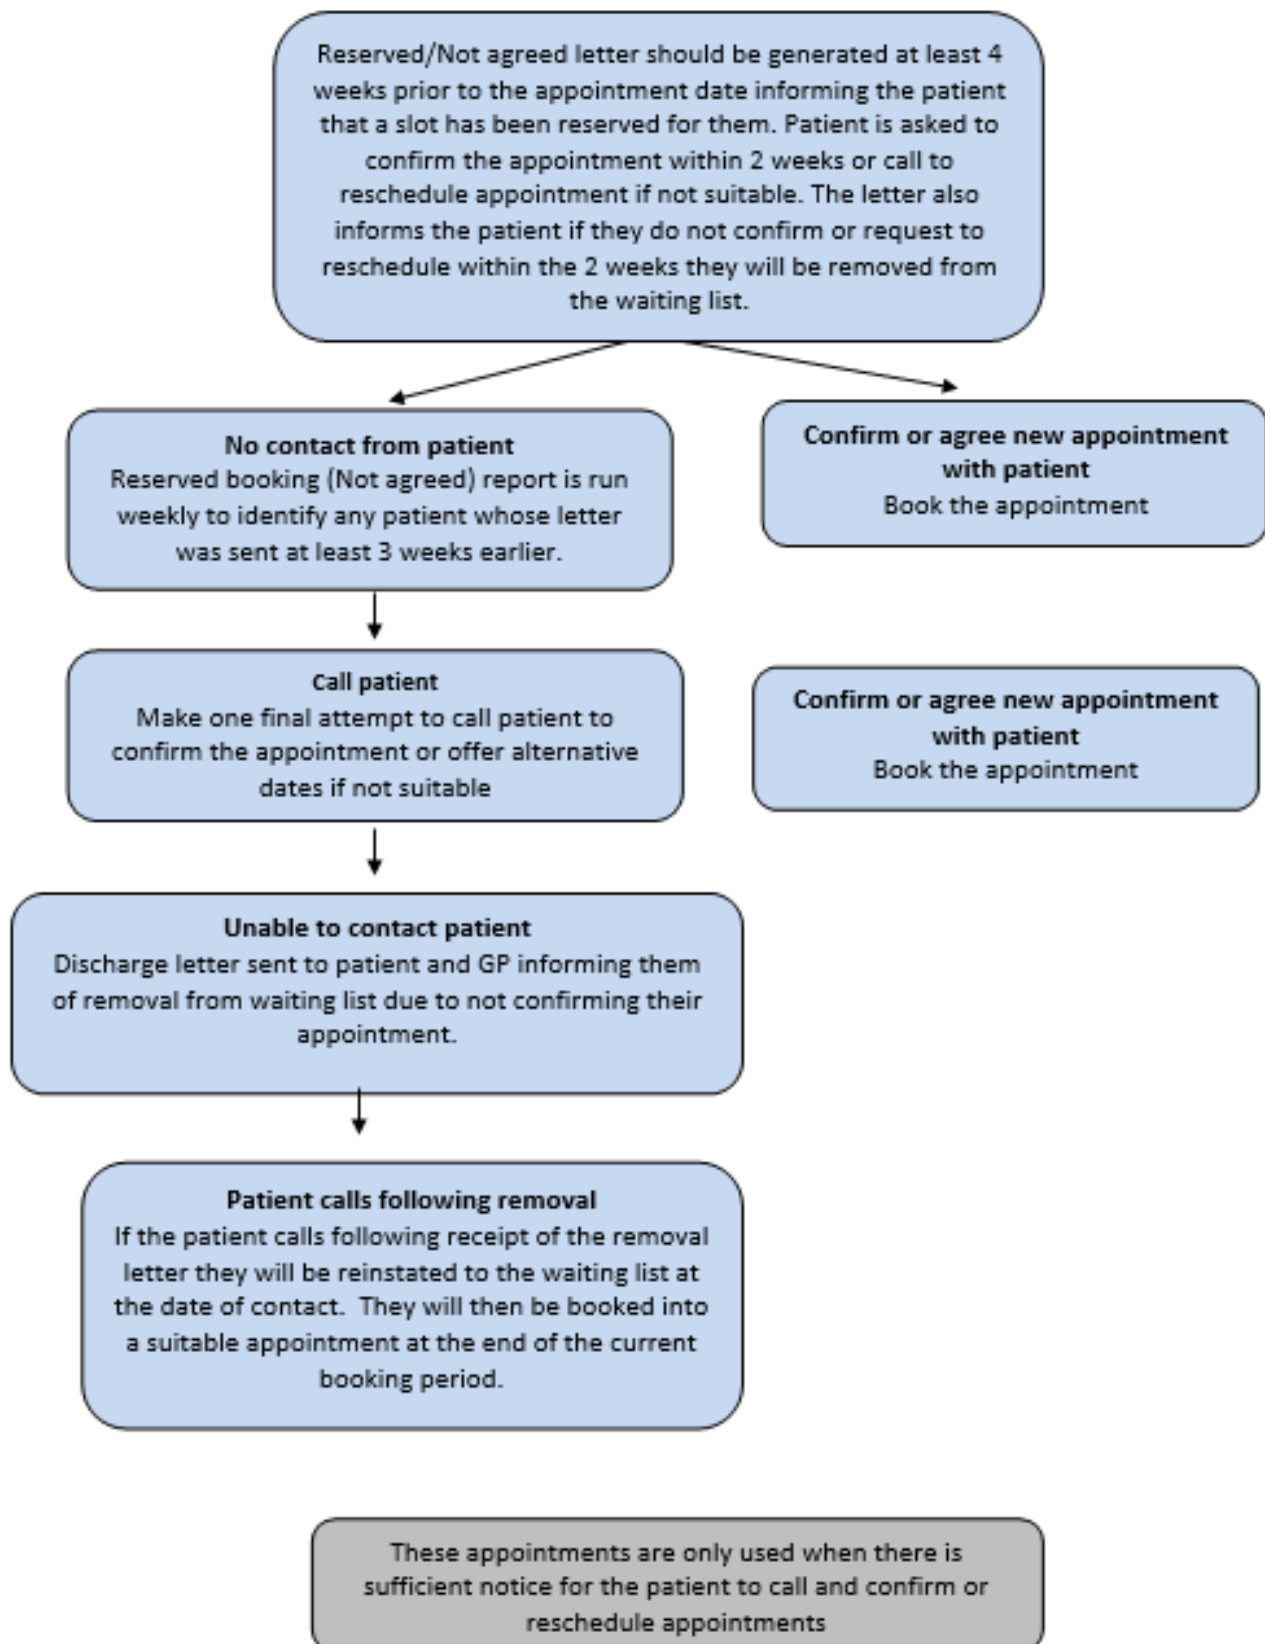 Reserved/Not agreed letter should be generated at least 4
weeks prior to the appointment date informing the patient
that a slot has been reserved for them. Patient is asked to
confirm the appointment within 2 weeks or call to
reschedule appointment if not suitable. The letter also
informs the patient if they do not confirm or request to
reschedule within the 2 weeks they will be removed from
the waiting list.
No contact from patient
Reserved booking (Not agreed) report is run
weekly to identify any patient whose letter
was sent at least 3 weeks earlier.
Confirm or agree new appointment
with patient
Book the appointment
Call patient
Make one final attempt to call patient to
confirm the appointment or offer alternative
dates if not suitable
Confirm or agree new appointment
with patient
Book the appointment
Unable to contact patient
Discharge letter sent to patient and GP informing them
of removal from waiting list due to not confirming their
appointment.
Patient calls following removal
If the patient calls following receipt of the removal
letter they will be reinstated to the waiting list at
the date of contact.  They will then be booked into
a suitable appointment at the end of the current
booking period.
These appointments are only used when there is
sufficient notice for the patient to call and confirm or
reschedule appointments